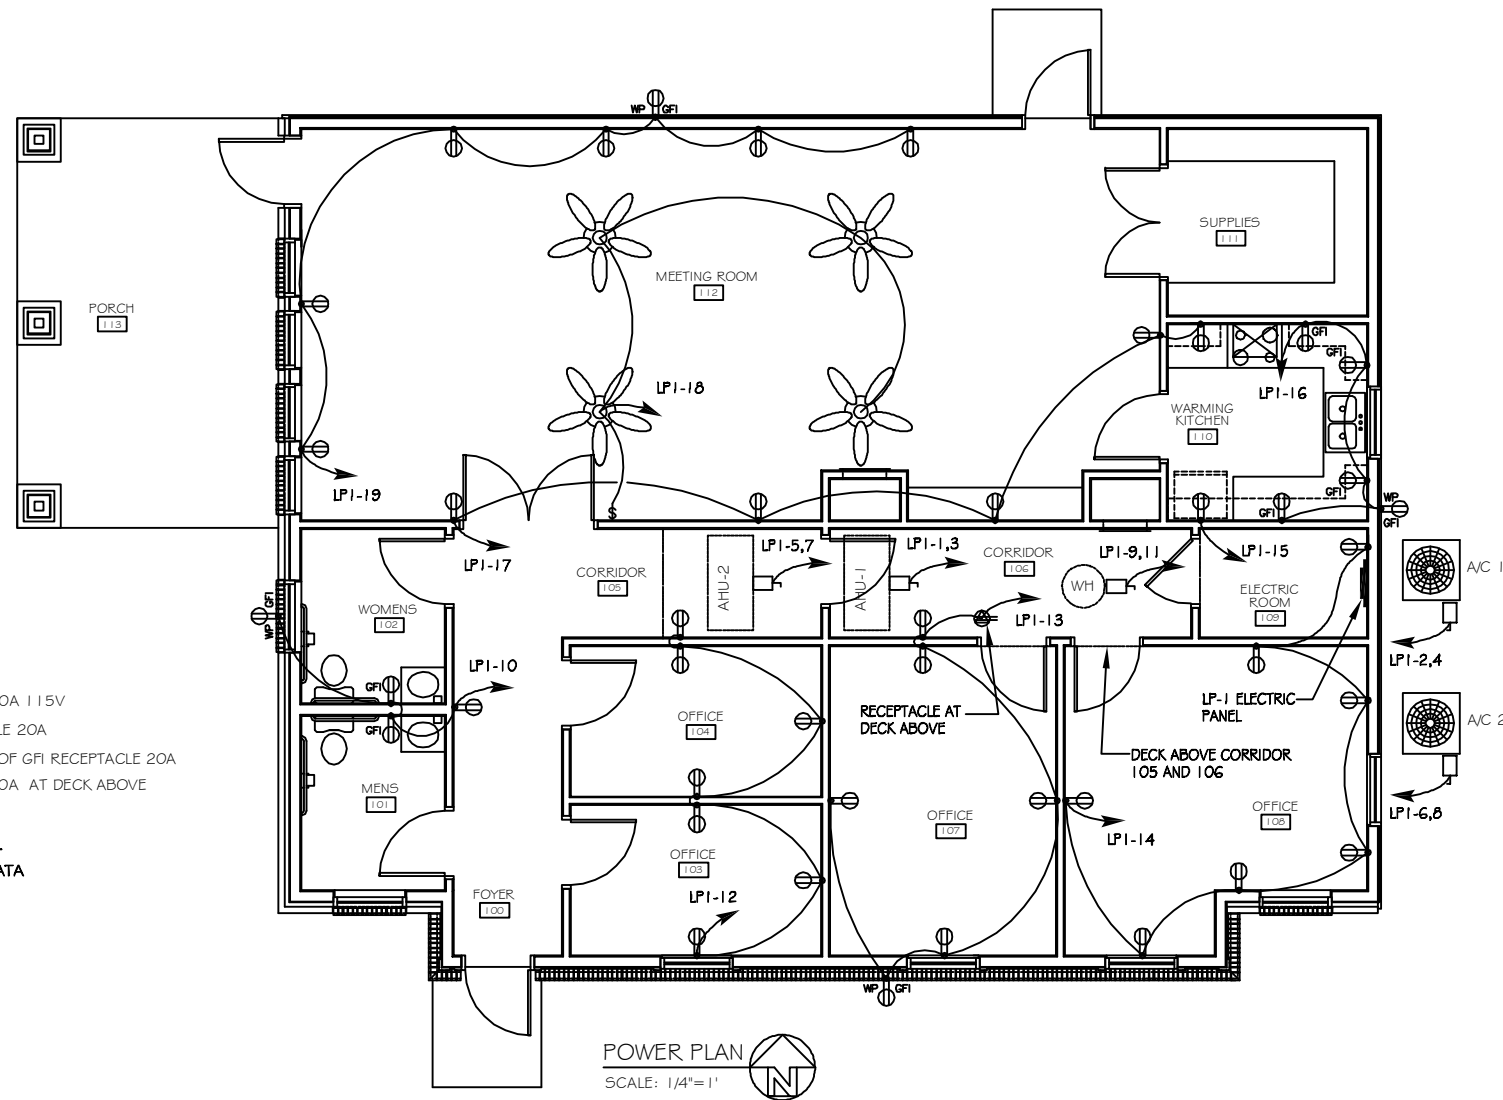 WP GFI
SUPPLIES
111
MEETING ROOM
112
PORCH
113
GFI
GFI
LP1-18
LP1-16
WARMING
KITCHEN
110
LP1-19
GFI
GFI
WP
GFI
$
LP1-17
LP1-5,7
LP1-1,3
LP1-9,11
LP1-15
CORRIDOR
105
AHU-2
AHU-1
CORRIDOR
106
WH
ELECTRIC
ROOM
109
A/C 1
WP GFI
WOMENS
102
LP1-13
LP1-2,4
LP1-10
GFI
GFI
OFFICE
104
RECEPTACLE AT
DECK ABOVE
LP-1 ELECTRIC
PANEL
A/C 2
DECK ABOVE CORRIDOR
105 AND 106
0A 115V
LE 20A
OF GFI RECEPTACLE 20A
0A AT DECK ABOVE
MENS
101
OFFICE
107
OFFICE
108
LP1-14
LP1-6,8
ATA
OFFICE
103
LP1-12
FOYER
100
WP GFI
POWER PLAN
N
SCALE: 1/4"=1'